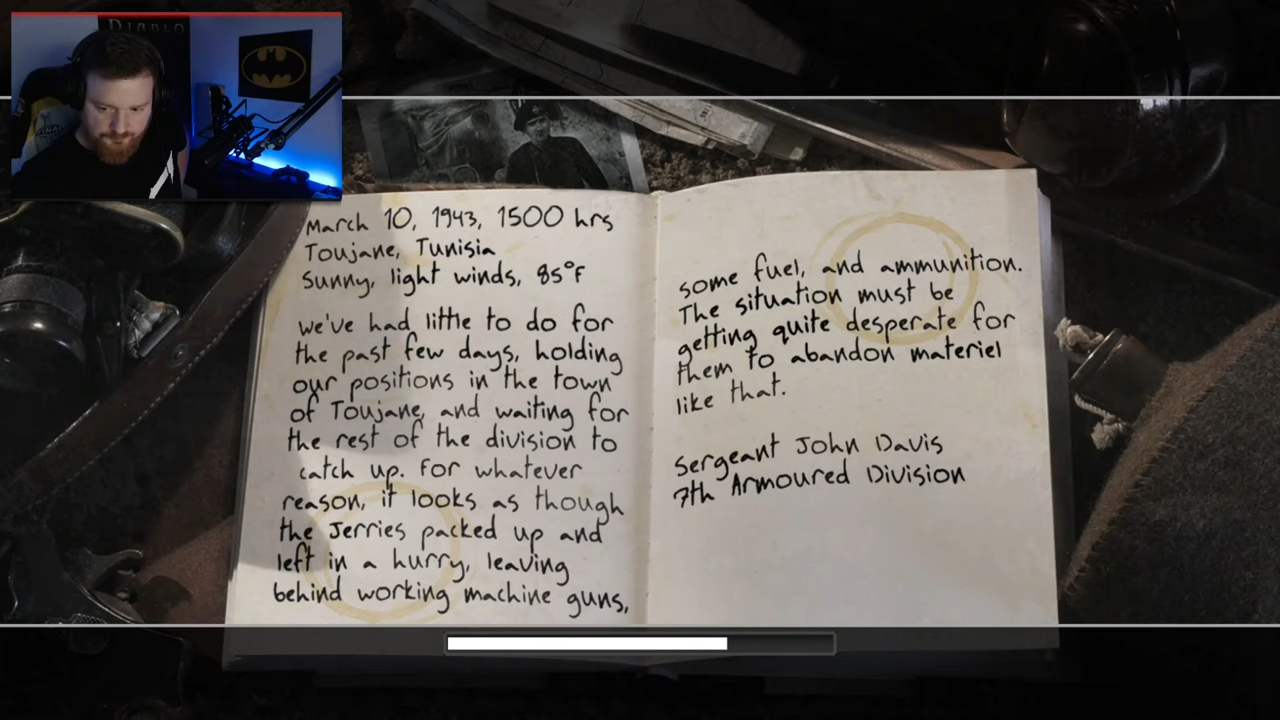 DIABLO
March 10, 1943, 1500 hrs
Toujane, Tunisia
Sunny, light winds, 85°F
We've had little to do for
the past few days, holding
our positions in the town
of Toujane, and waiting for
the rest of the division to
catch up. For whatever
reason, it looks as though
the Jerries packed up and
left in a hurry, leaving
behind working machine guns,
some fuel, and ammunition.
The situation must be
getting quite desperate for
them to abandon materiel
like that.
Sergeant John Davis
7th Armoured Division